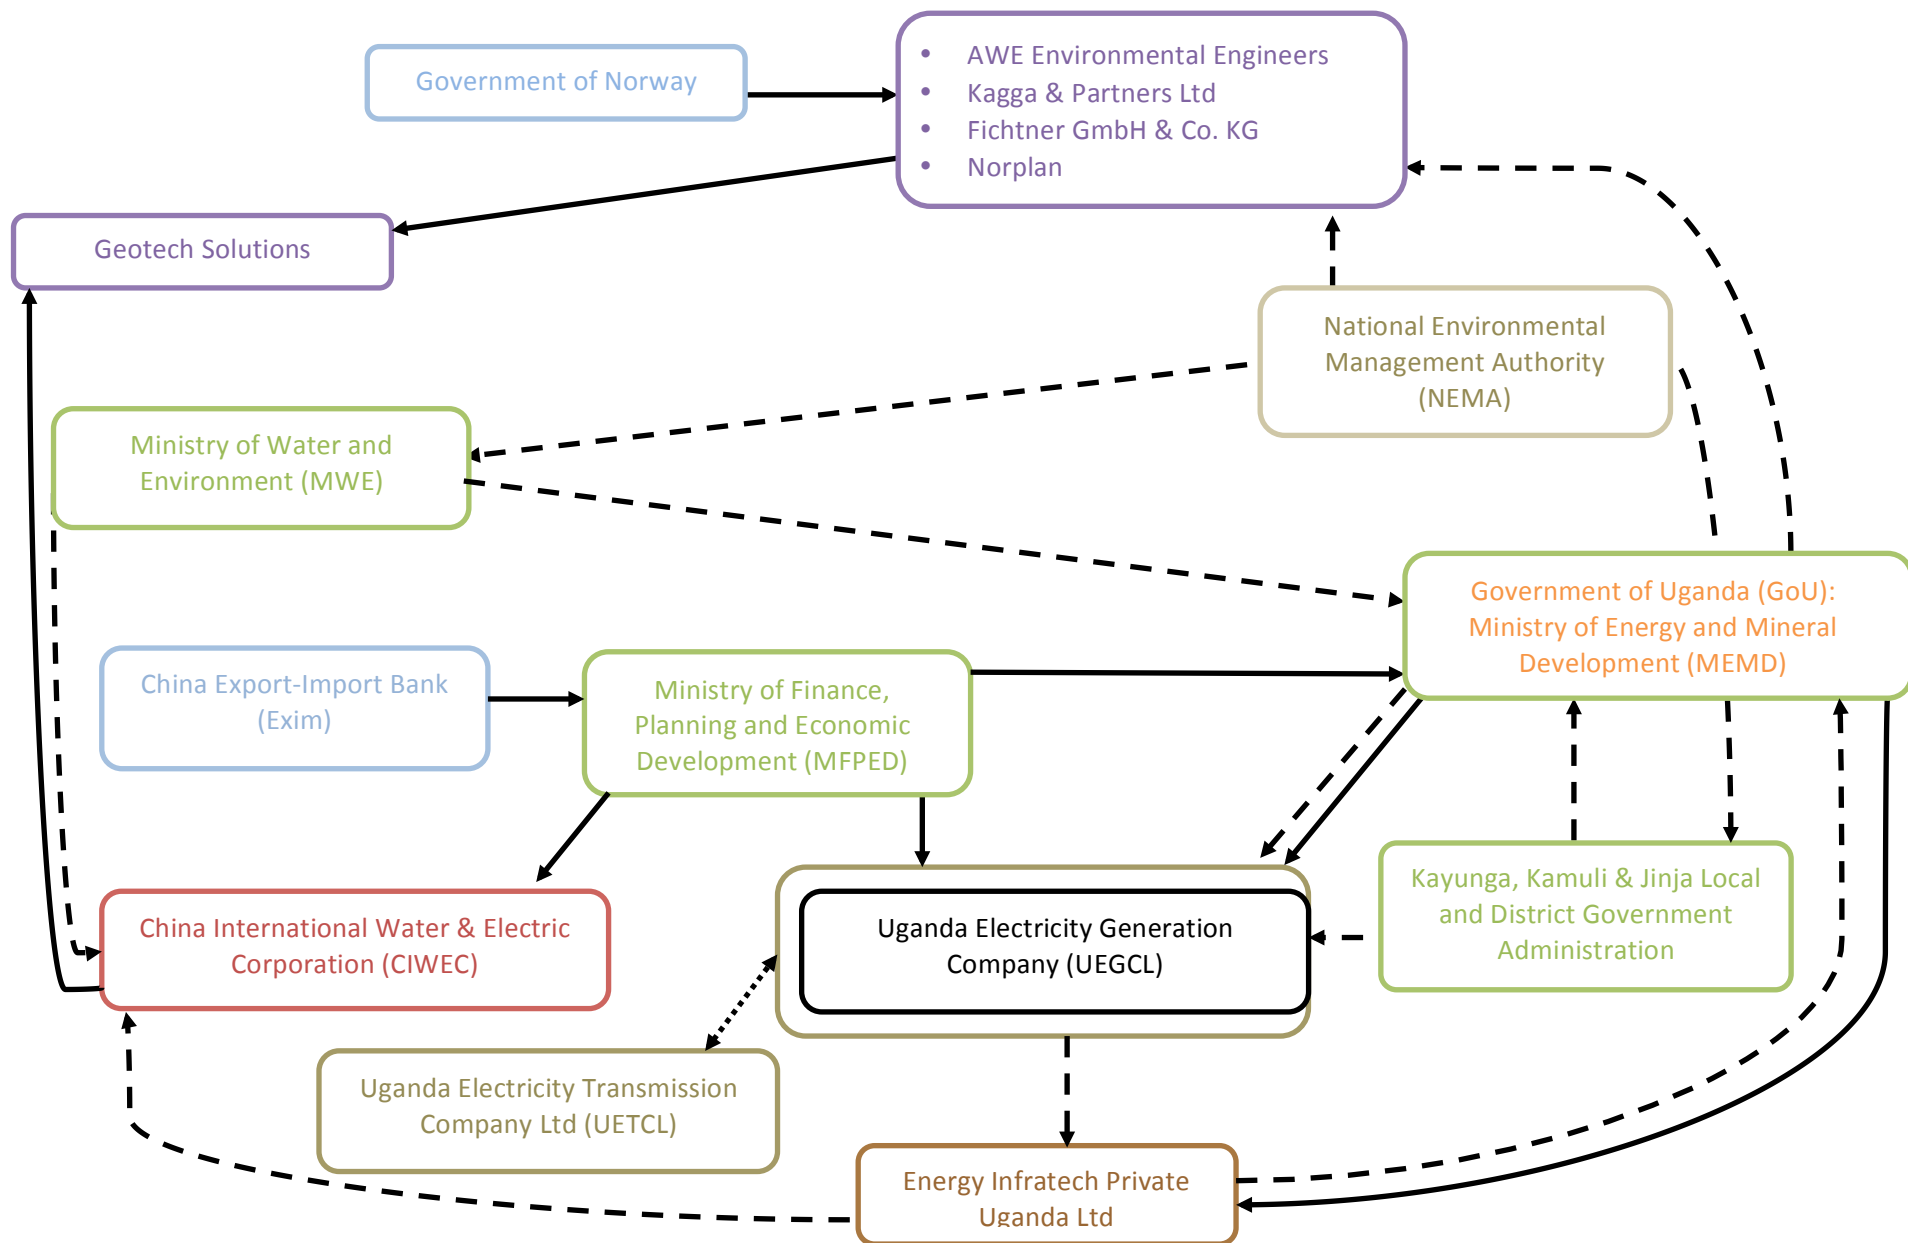 Government of Norway
• AWE Environmental Engineers
• Kagga & Partners Ltd
• Fichtner GmbH & Co. KG
• Norplan
Geotech Solutions
National Environmental
Management Authority
(NEMA)
Ministry of Water and
Environment (MWE)
Government of Uganda (GoU):
Ministry of Energy and Mineral
Development (MEMD)
China Export-Import Bank
(Exim)
Ministry of Finance,
Planning and Economic
Development (MFPED)
Kayunga, Kamuli & Jinja Local
and District Government
Administration
China International Water & Electric
Corporation (CIWEC)
Uganda Electricity Generation
Company (UEGCL)
Uganda Electricity Transmission
Company Ltd (UETCL)
Energy Infratech Private
Uganda Ltd